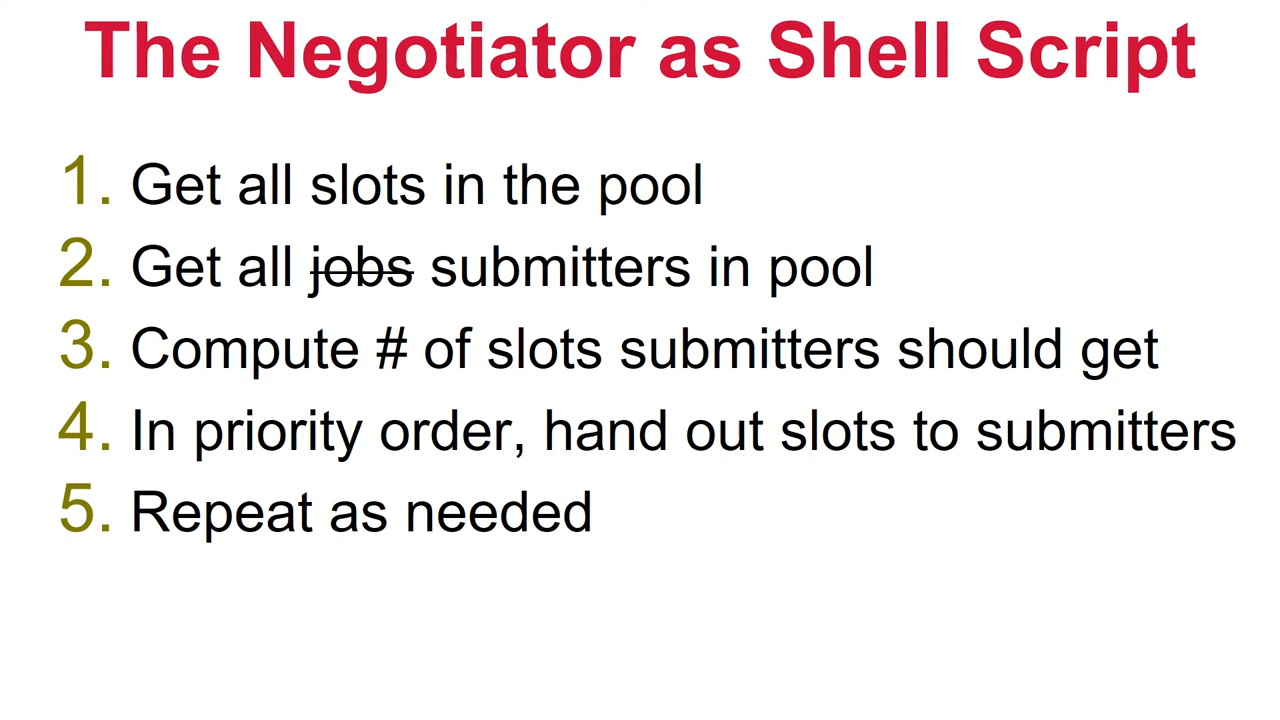 The Negotiator as Shell Script
1. Get all slots in the pool
2. Get all jobs submitters in pool
3. Compute # of slots submitters should get
4. In priority order, hand out slots to submitters
5. Repeat as needed